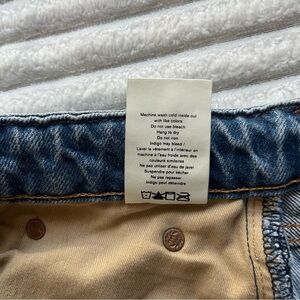 Machine wash cold inside out
with like colors
Do not use bleach
Hang to dry
Do not iron
Indigo may bleed /
Laver le vêtement à l'intérieur en
machine à l'eau froide avec des
couleurs similaires
Ne pas utiliser d'eau de javel
Suspendre pour sécher
Ne pas repasser
Indigo peut déteindre